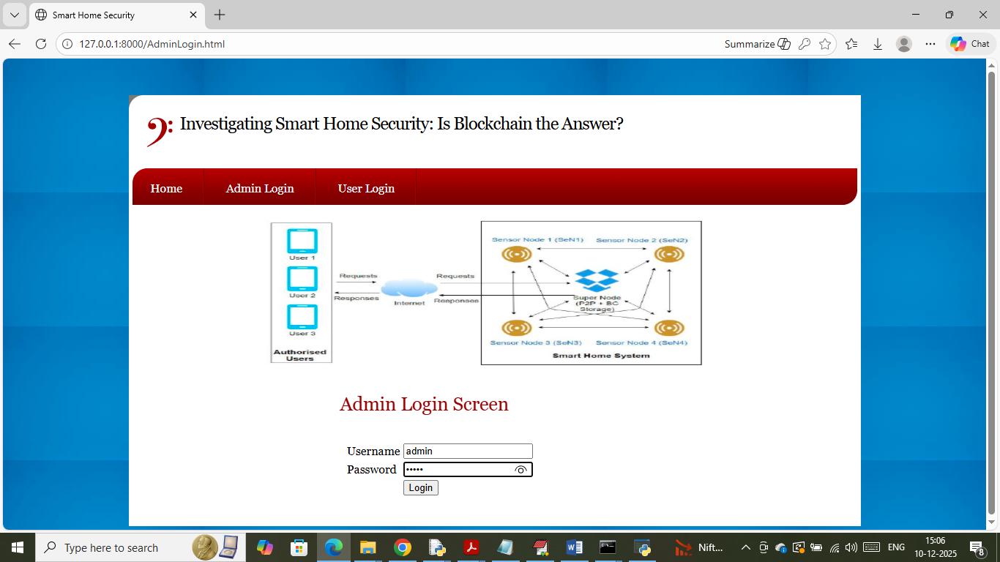 Smart Home Security
127.0.0.1:8000/AdminLogin.html
Summarize
Chat
Investigating Smart Home Security: Is Blockchain the Answer?
Home
Admin Login
User Login
User 1
User 2
User 3
Authorised
Users
Requests
Responses
Internet
Requests
Responses
Sensor Node 1 (SeN1)
Sensor Node 2 (SeN2)
Super Node
(P2P + BC
Storage)
Sensor Node 3 (SeN3)
Sensor Node 4 (SeN4)
Smart Home System
Admin Login Screen
Username admin
Password •••••
Login
Type here to search
Nift...
ENG
15:06
10-12-2025
8